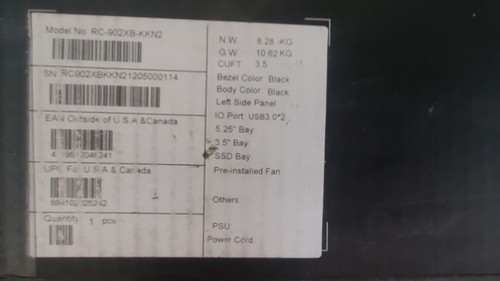 Model No: RC-902XB-KKN2
SN: RC902XBKKN21205000114
EAN Outside of U.S.A &Canada
UPC For U.S.A & Canada
884102025242
Quantity 1 pcs
N.W 8.28 -KG
G.W 10.62 KG
CUFT 3.5
Bezel Color: Black
Body Color: Black
Left Side Panel
IO Port: USB3.0*2
5.25" Bay
3.5" Bay
SSD Bay
Pre-installed Fan
Others
PSU
Power Cord